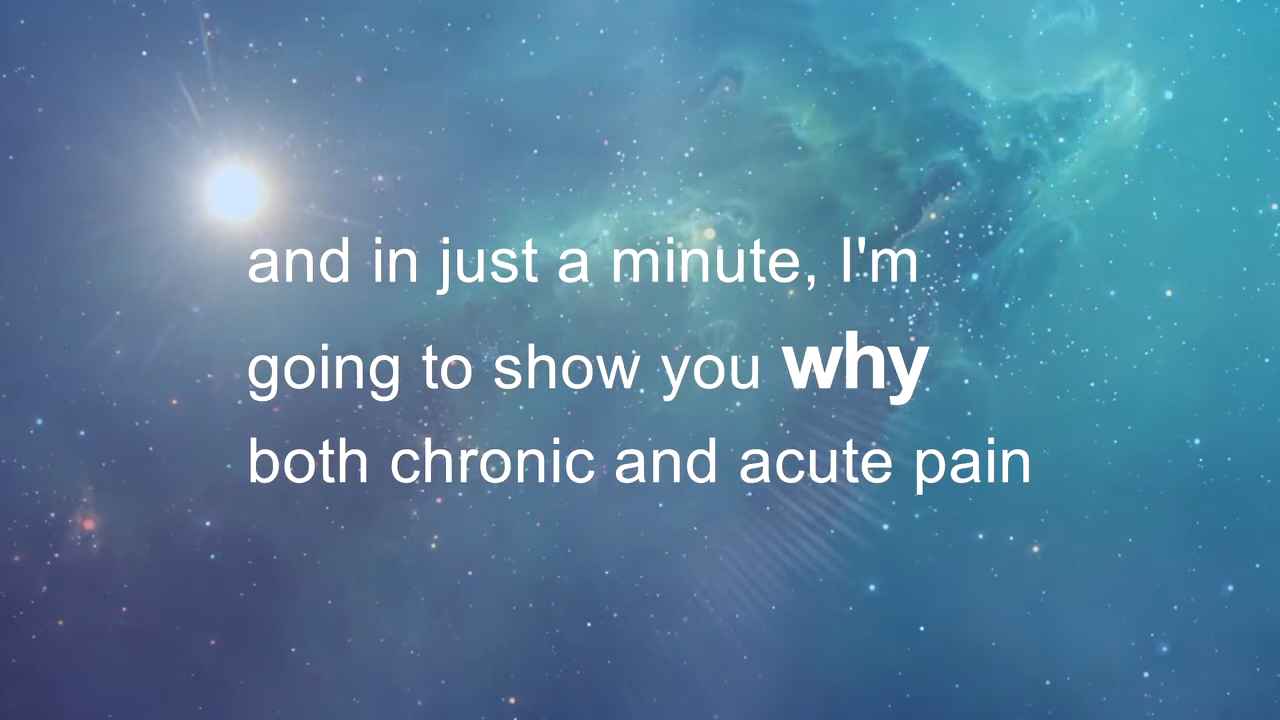 and in just a minute, I'm
going to show you why
both chronic and acute pain